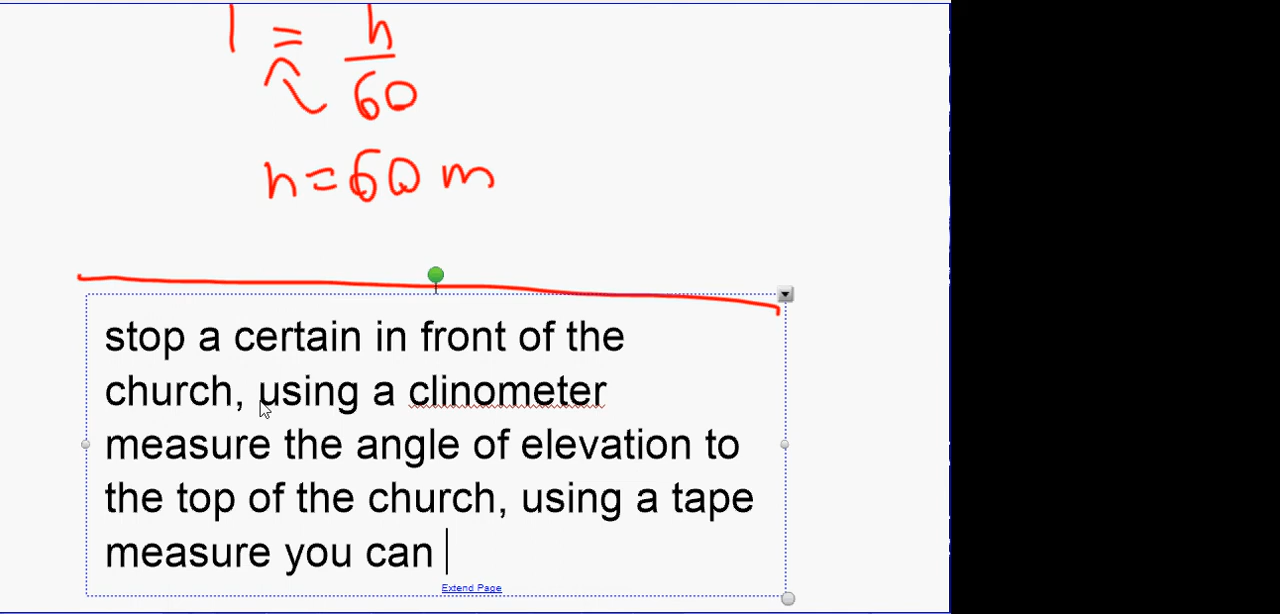 1 = h
60
h = 60 m
stop a certain in front of the
church, using a clinometer
measure the angle of elevation to
the top of the church, using a tape
measure you can
Extend Page